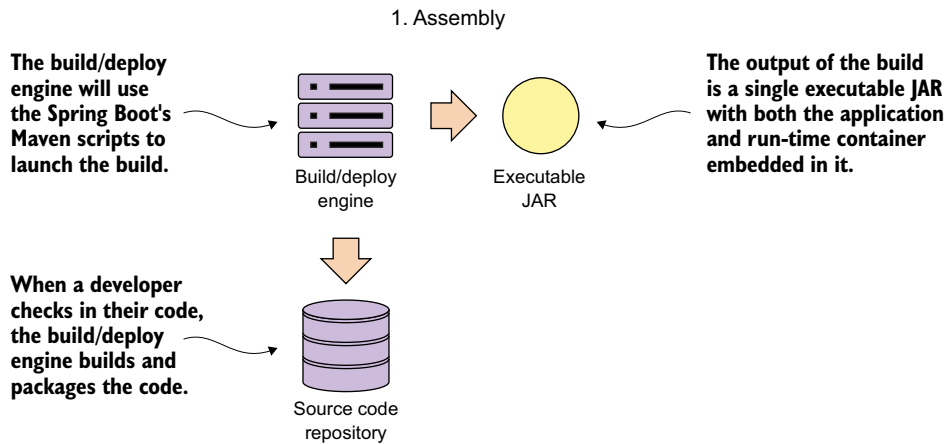 1. Assembly
The build/deploy
engine will use
the Spring Boot's
Maven scripts to
launch the build.
Build/deploy
engine
Executable
JAR
The output of the build
is a single executable JAR
with both the application
and run-time container
embedded in it.
When a developer
checks in their code,
the build/deploy
engine builds and
packages the code.
Source code
repository